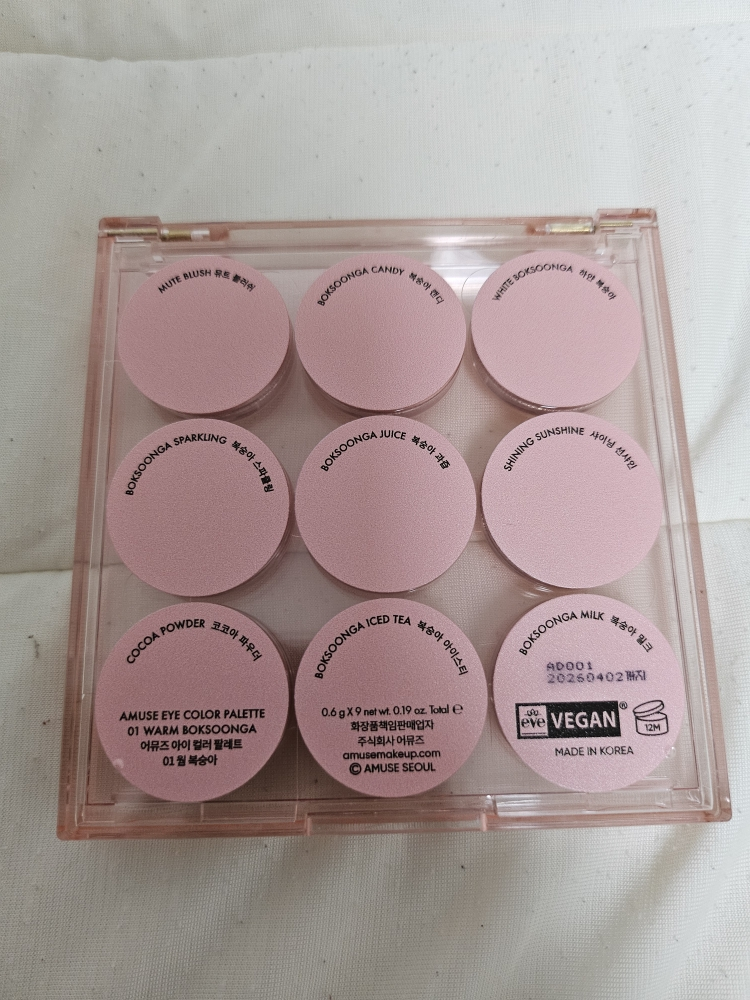 MUTE BLUSH 뮤트 블러쉬
BOKSOONGA CANDY 복숭아 캔디
WHITE BOKSOONGA 하얀 복숭아
BOKSOONGA SPARKLING 복숭아 스파클링
BOKSOONGA JUICE 복숭아 과즙
SHINING SUNSHINE 샤이닝 선샤인
COCOA POWDER 코코아 파우더
AMUSE EYE COLOR PALETTE
01 WARM BOKSOONGA
어뮤즈 아이 컬러 팔레트
01 웜 복숭아
BOKSOONGA ICED TEA 복숭아 아이스티
0.6 g X 9 net wt. 0.19 oz. Total ℮
화장품책임판매업자
주식회사 어뮤즈
amusemakeup.com
© AMUSE SEOUL
BOKSOONGA MILK 복숭아 밀크
AD001
20260402까지
eve VEGAN®
12M
MADE IN KOREA